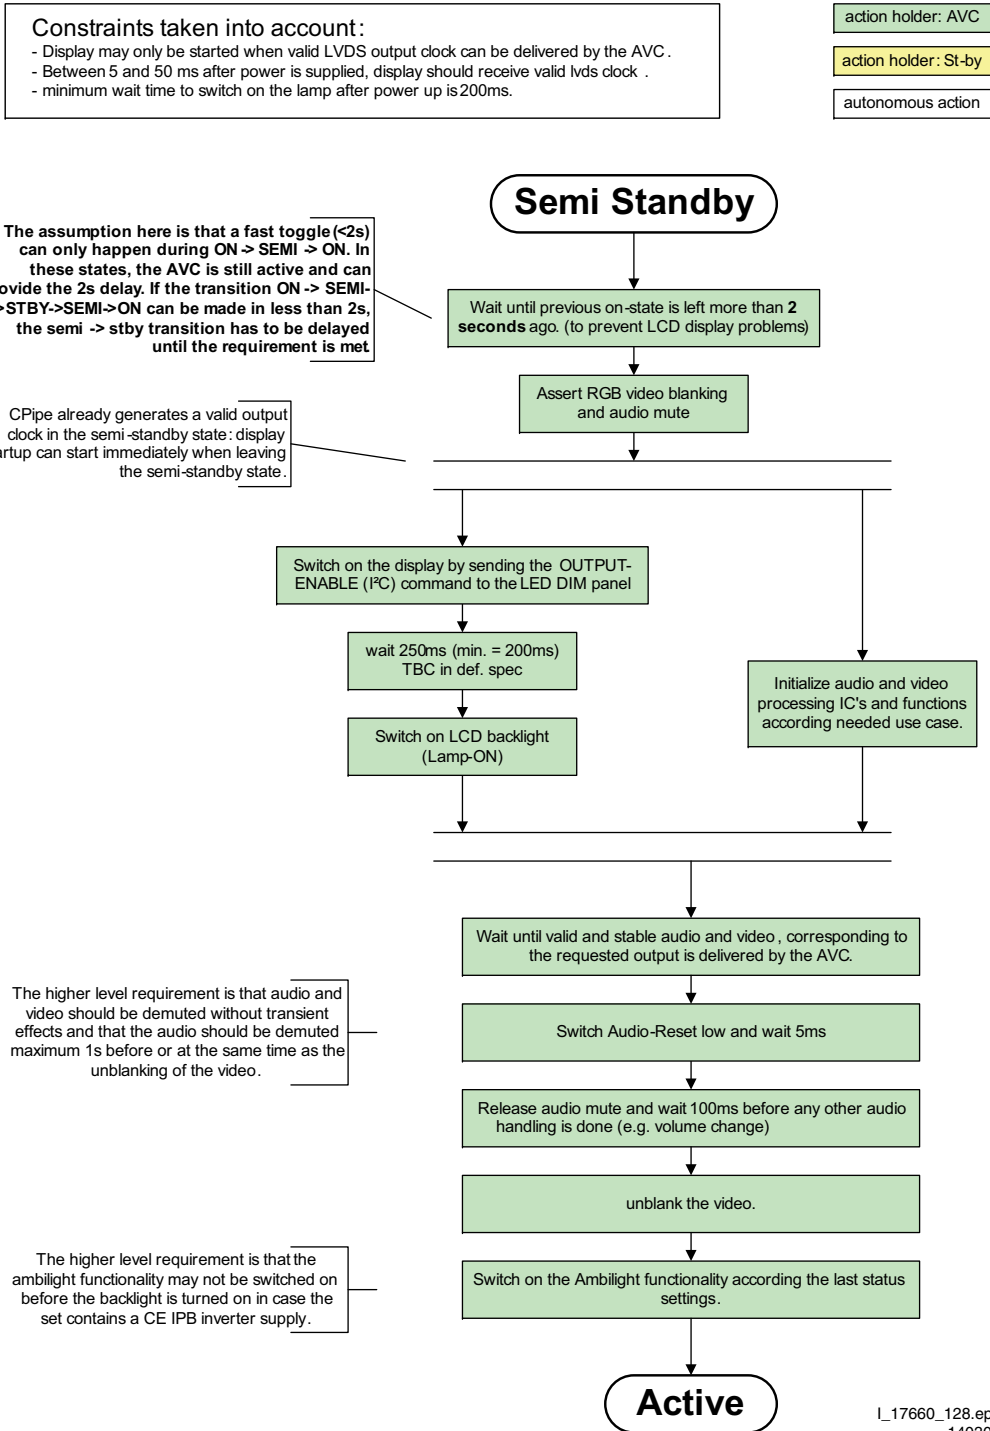 Constraints taken into account:
- Display may only be started when valid LVDS output clock can be delivered by the AVC.
- Between 5 and 50 ms after power is supplied, display should receive valid lvds clock .
- minimum wait time to switch on the lamp after power up is 200ms.
action holder: AVC
action holder: St-by
autonomous action
Semi Standby
The assumption here is that a fast toggle (<2s)
can only happen during ON -> SEMI -> ON. In
these states, the AVC is still active and can
ovide the 2s delay. If the transition ON -> SEMI-
>STBY->SEMI->ON can be made in less than 2s,
the semi -> stby transition has to be delayed
until the requirement is met.
Wait until previous on-state is left more than 2
seconds ago. (to prevent LCD display problems)
Assert RGB video blanking
and audio mute
CPipe already generates a valid output
clock in the semi-standby state: display
artup can start immediately when leaving
the semi-standby state.
Switch on the display by sending the OUTPUT-
ENABLE (I²C) command to the LED DIM panel
wait 250ms (min. = 200ms)
TBC in def. spec
Switch on LCD backlight
(Lamp-ON)
Initialize audio and video
processing IC's and functions
according needed use case.
Wait until valid and stable audio and video, corresponding to
the requested output is delivered by the AVC.
The higher level requirement is that audio and
video should be demuted without transient
effects and that the audio should be demuted
maximum 1s before or at the same time as the
unblanking of the video.
Switch Audio-Reset low and wait 5ms
Release audio mute and wait 100ms before any other audio
handling is done (e.g. volume change)
unblank the video.
The higher level requirement is that the
ambilight functionality may not be switched on
before the backlight is turned on in case the
set contains a CE IPB inverter supply.
Switch on the Ambilight functionality according the last status
settings.
Active
I_17660_128.ep